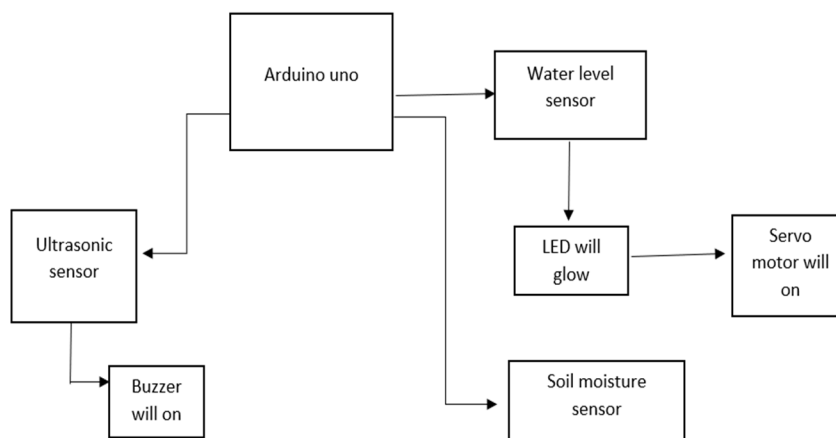 Arduino uno
Water level
sensor
Ultrasonic
sensor
LED will
glow
Servo
motor will
on
Buzzer
will on
Soil moisture
sensor